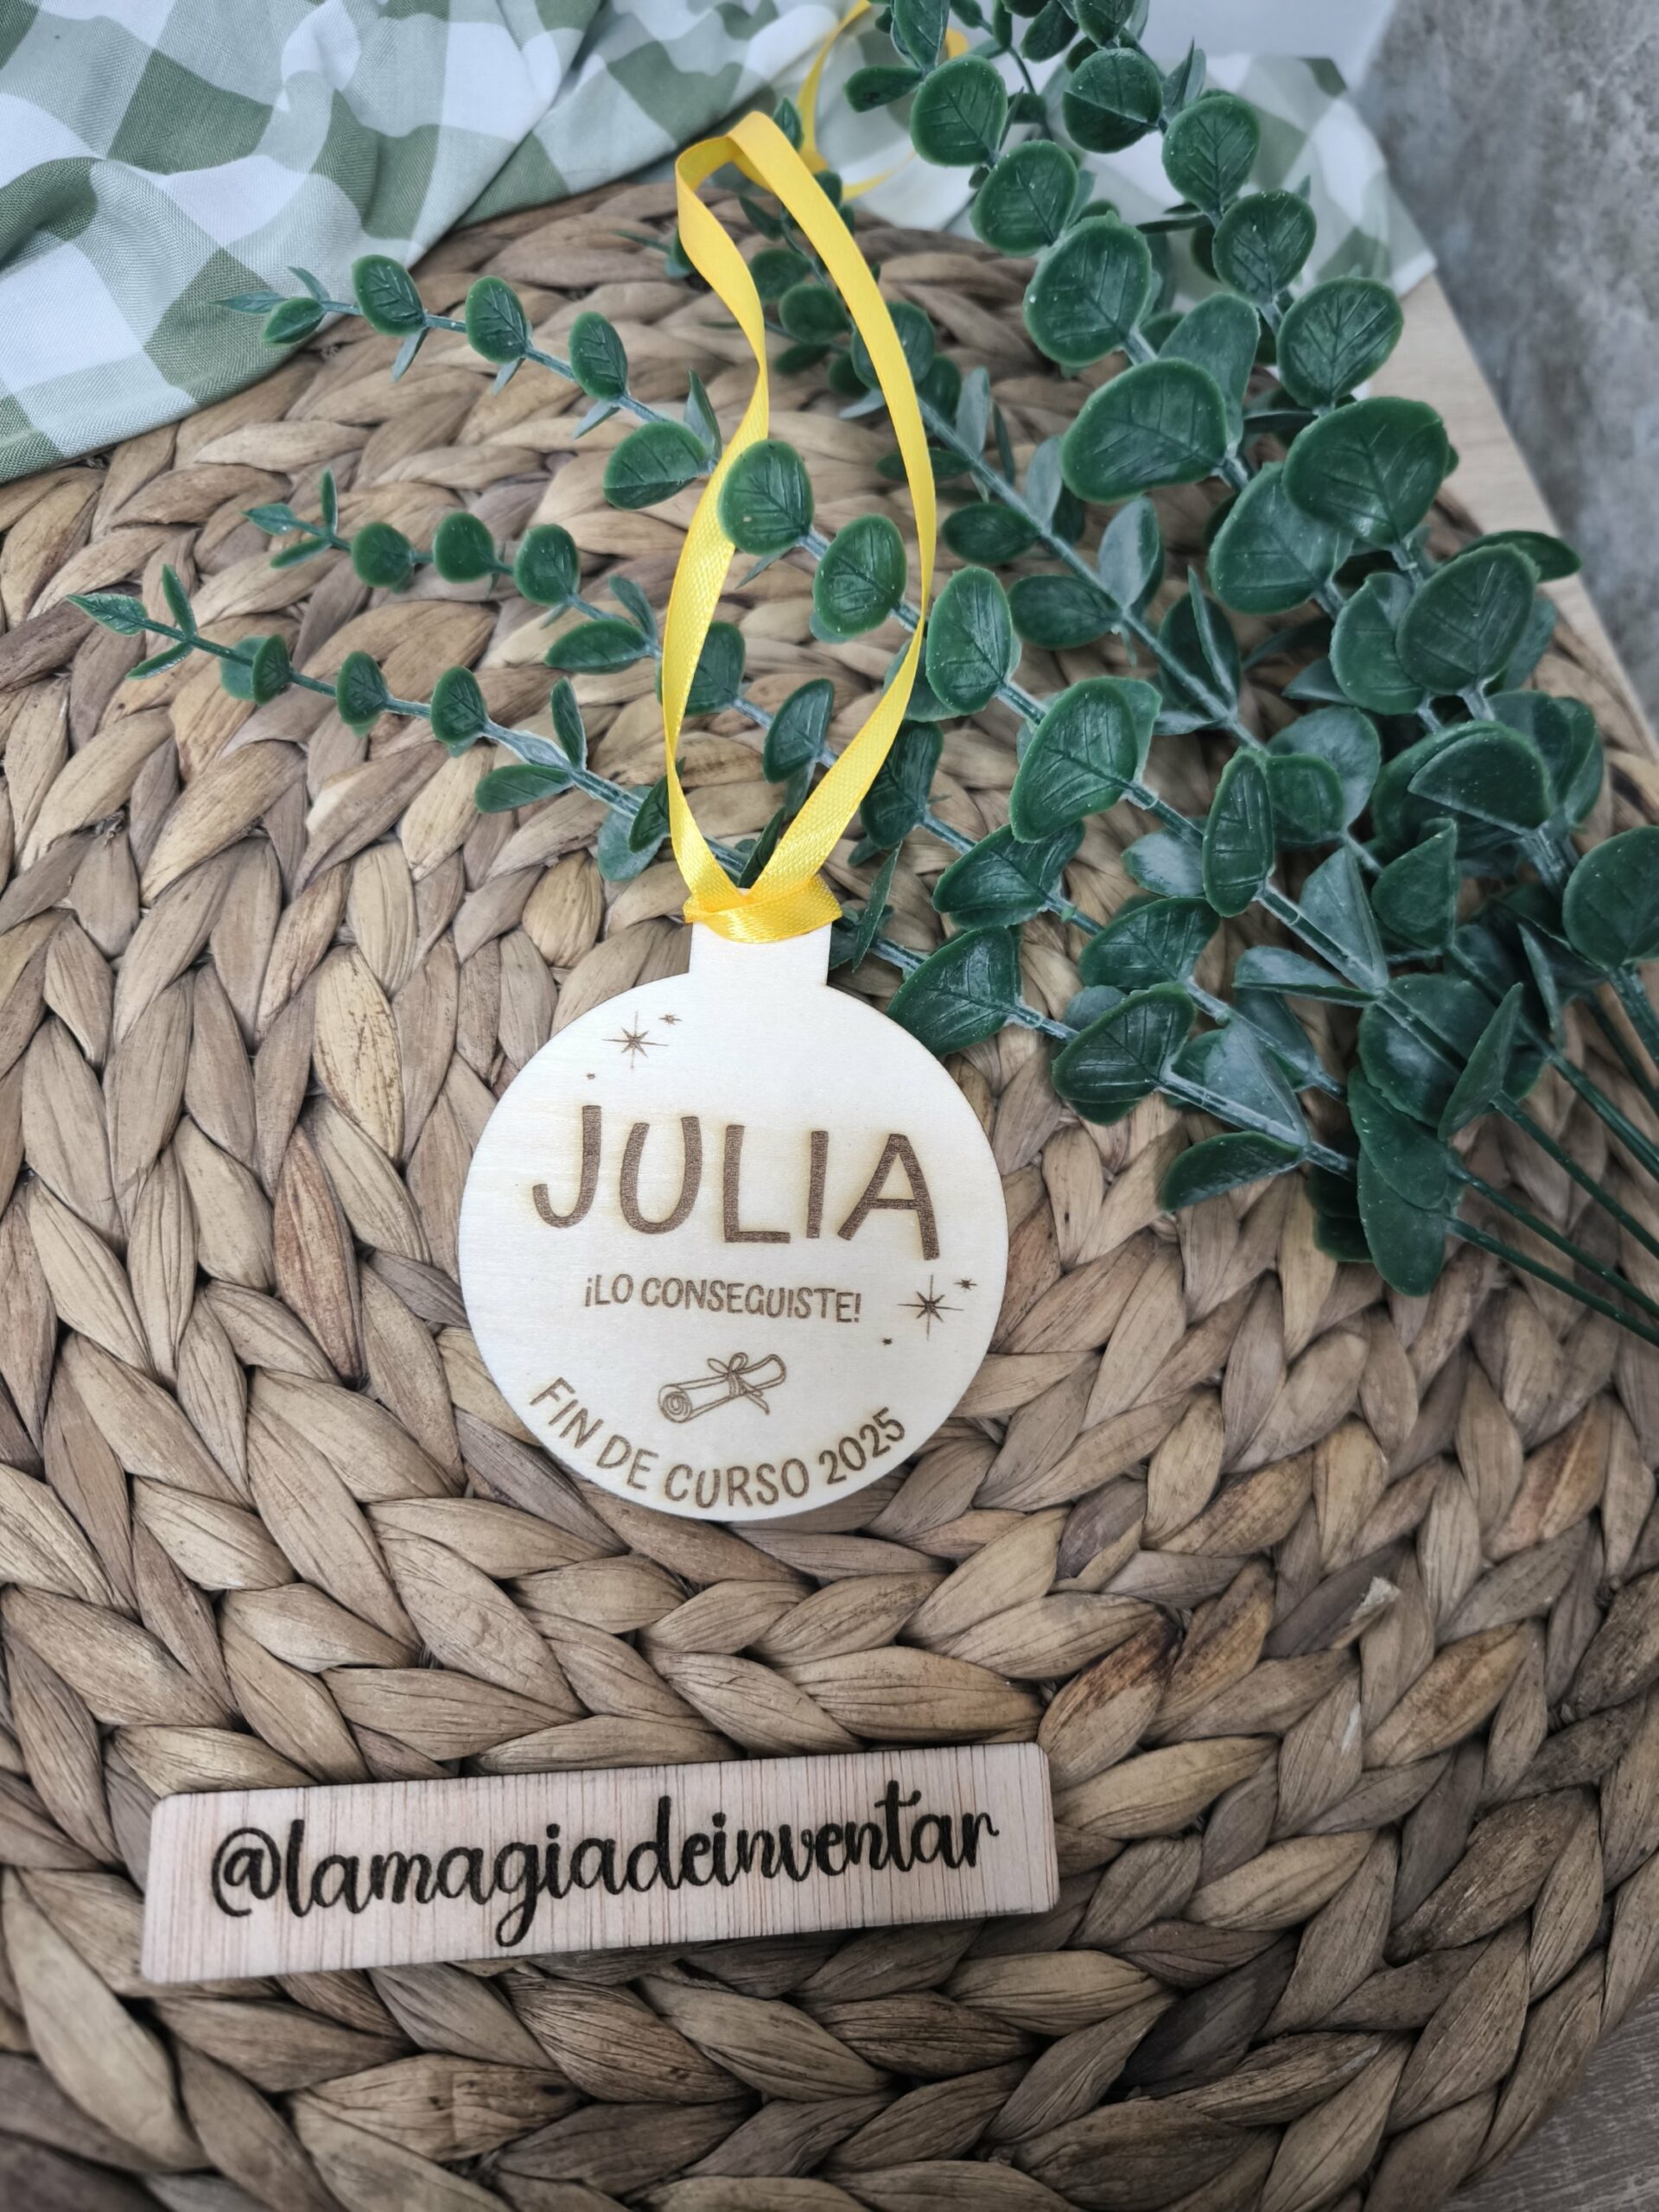 JULIA
¡LO CONSEGUISTE!
FIN DE CURSO 2025
@lamagiadeinventar